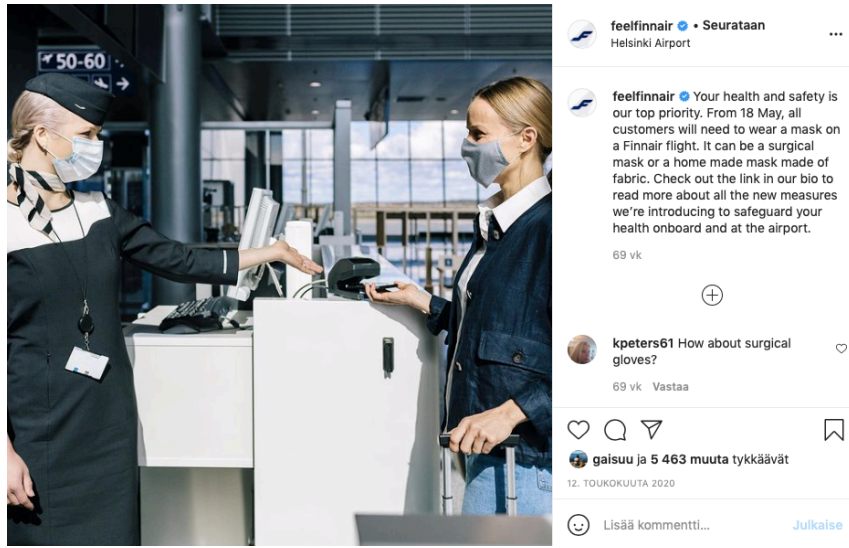 50-60
feelfinnair • Seurataan
Helsinki Airport
feelfinnair Your health and safety is
our top priority. From 18 May, all
customers will need to wear a mask on
a Finnair flight. It can be a surgical
mask or a home made mask made of
fabric. Check out the link in our bio to
read more about all the new measures
we’re introducing to safeguard your
health onboard and at the airport.
69 vk
kpeters61 How about surgical
gloves?
69 vk Vastaa
gaisuu ja 5 463 muuta tykkäävät
12. TOUKOKUUTA 2020
Lisää kommentti... Julkaise